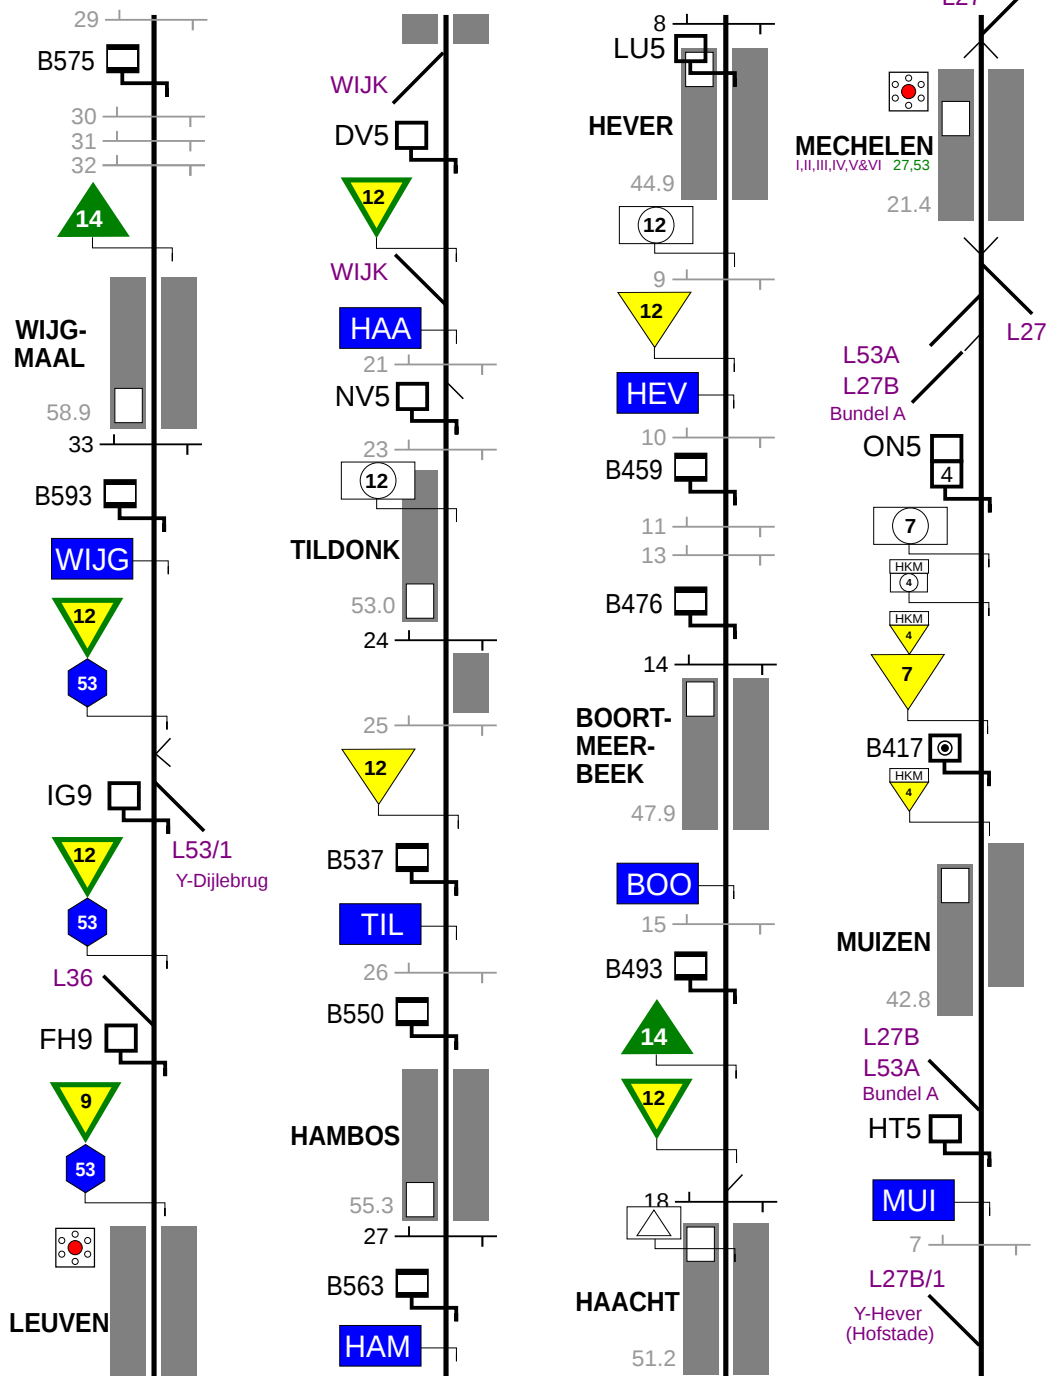 29
B575
30
31
32
14
WIJG-
MAAL
58.9
33
B593
WIJG
12
53
IG9
L53/1
Y-Dijlebrug
12
53
L36
FH9
9
53
LEUVEN
WIJK
DV5
12
WIJK
HAA
21
NV5
23
12
TILDONK
53.0
24
25
12
B537
TIL
26
B550
HAMBOS
55.3
27
B563
HAM
8
LU5
HEVER
44.9
12
9
12
HEV
10
B459
11
13
B476
14
BOORT-
MEER-
BEEK
47.9
BOO
15
B493
14
12
18
HAACHT
51.2
L27
MECHELEN
I,II,III,IV,V&VI 27,53
21.4
L27
L53A
L27B
Bundel A
ON5
4
7
HKM
4
HKM
4
7
B417
HKM
4
MUIZEN
42.8
L27B
L53A
Bundel A
HT5
MUI
7
L27B/1
Y-Hever
(Hofstade)